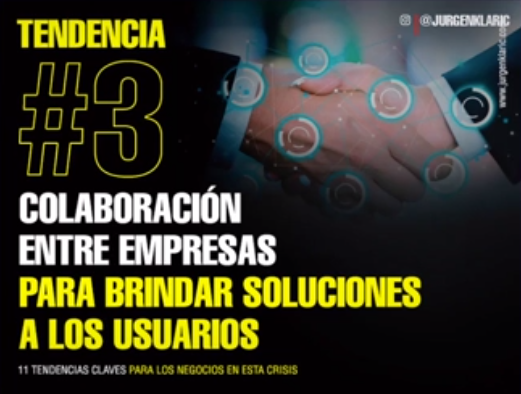 TENDENCIA
@JURGENKLARIC
#3
www.jurgenklaric.com
COLABORACIÓN
ENTRE EMPRESAS
PARA BRINDAR SOLUCIONES
A LOS USUARIOS
11 TENDENCIAS CLAVES PARA LOS NEGOCIOS EN ESTA CRISIS